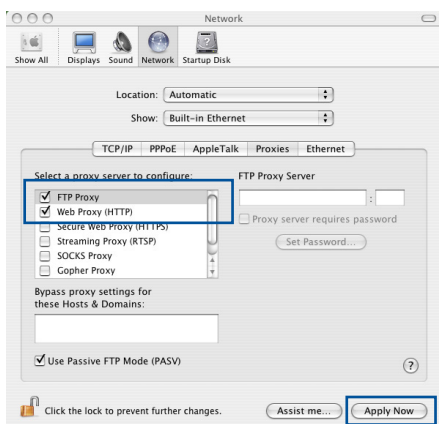 Network
Show All Displays Sound Network Startup Disk
Location: Automatic
Show: Built-in Ethernet
TCP/IP PPPoE AppleTalk Proxies Ethernet
Select a proxy server to configure: FTP Proxy Server
FTP Proxy :
Web Proxy (HTTP) Proxy server requires password
Secure Web Proxy (HTTPS)
Streaming Proxy (RTSP) Set Password...
SOCKS Proxy
Gopher Proxy
Bypass proxy settings for
these Hosts & Domains:
Use Passive FTP Mode (PASV) ?
Click the lock to prevent further changes. Assist me... Apply Now